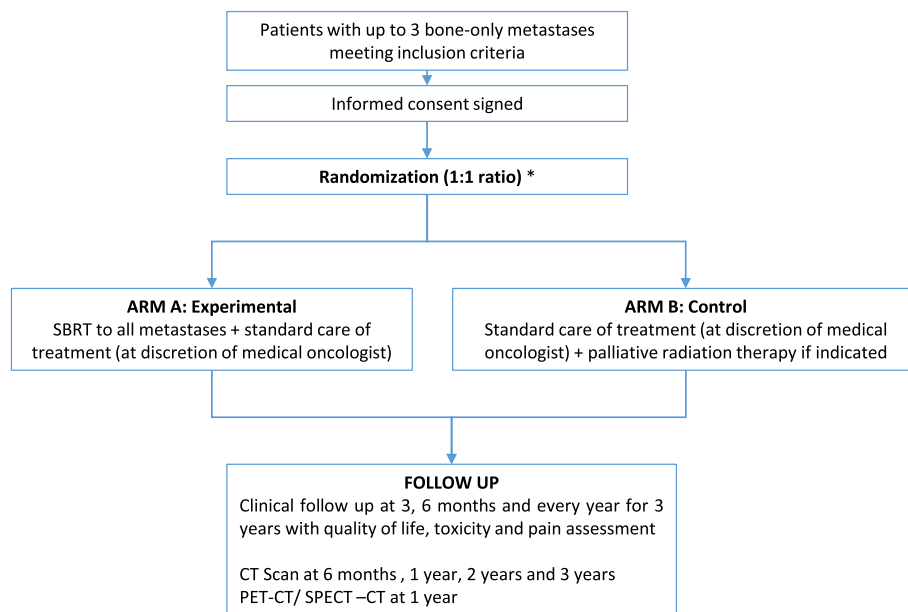 Patients with up to 3 bone-only metastases
meeting inclusion criteria
Informed consent signed
Randomization (1:1 ratio) *
ARM A: Experimental
SBRT to all metastases + standard care of
treatment (at discretion of medical oncologist)
ARM B: Control
Standard care of treatment (at discretion of medical
oncologist) + palliative radiation therapy if indicated
FOLLOW UP
Clinical follow up at 3, 6 months and every year for 3
years with quality of life, toxicity and pain assessment
CT Scan at 6 months , 1 year, 2 years and 3 years
PET-CT/ SPECT –CT at 1 year